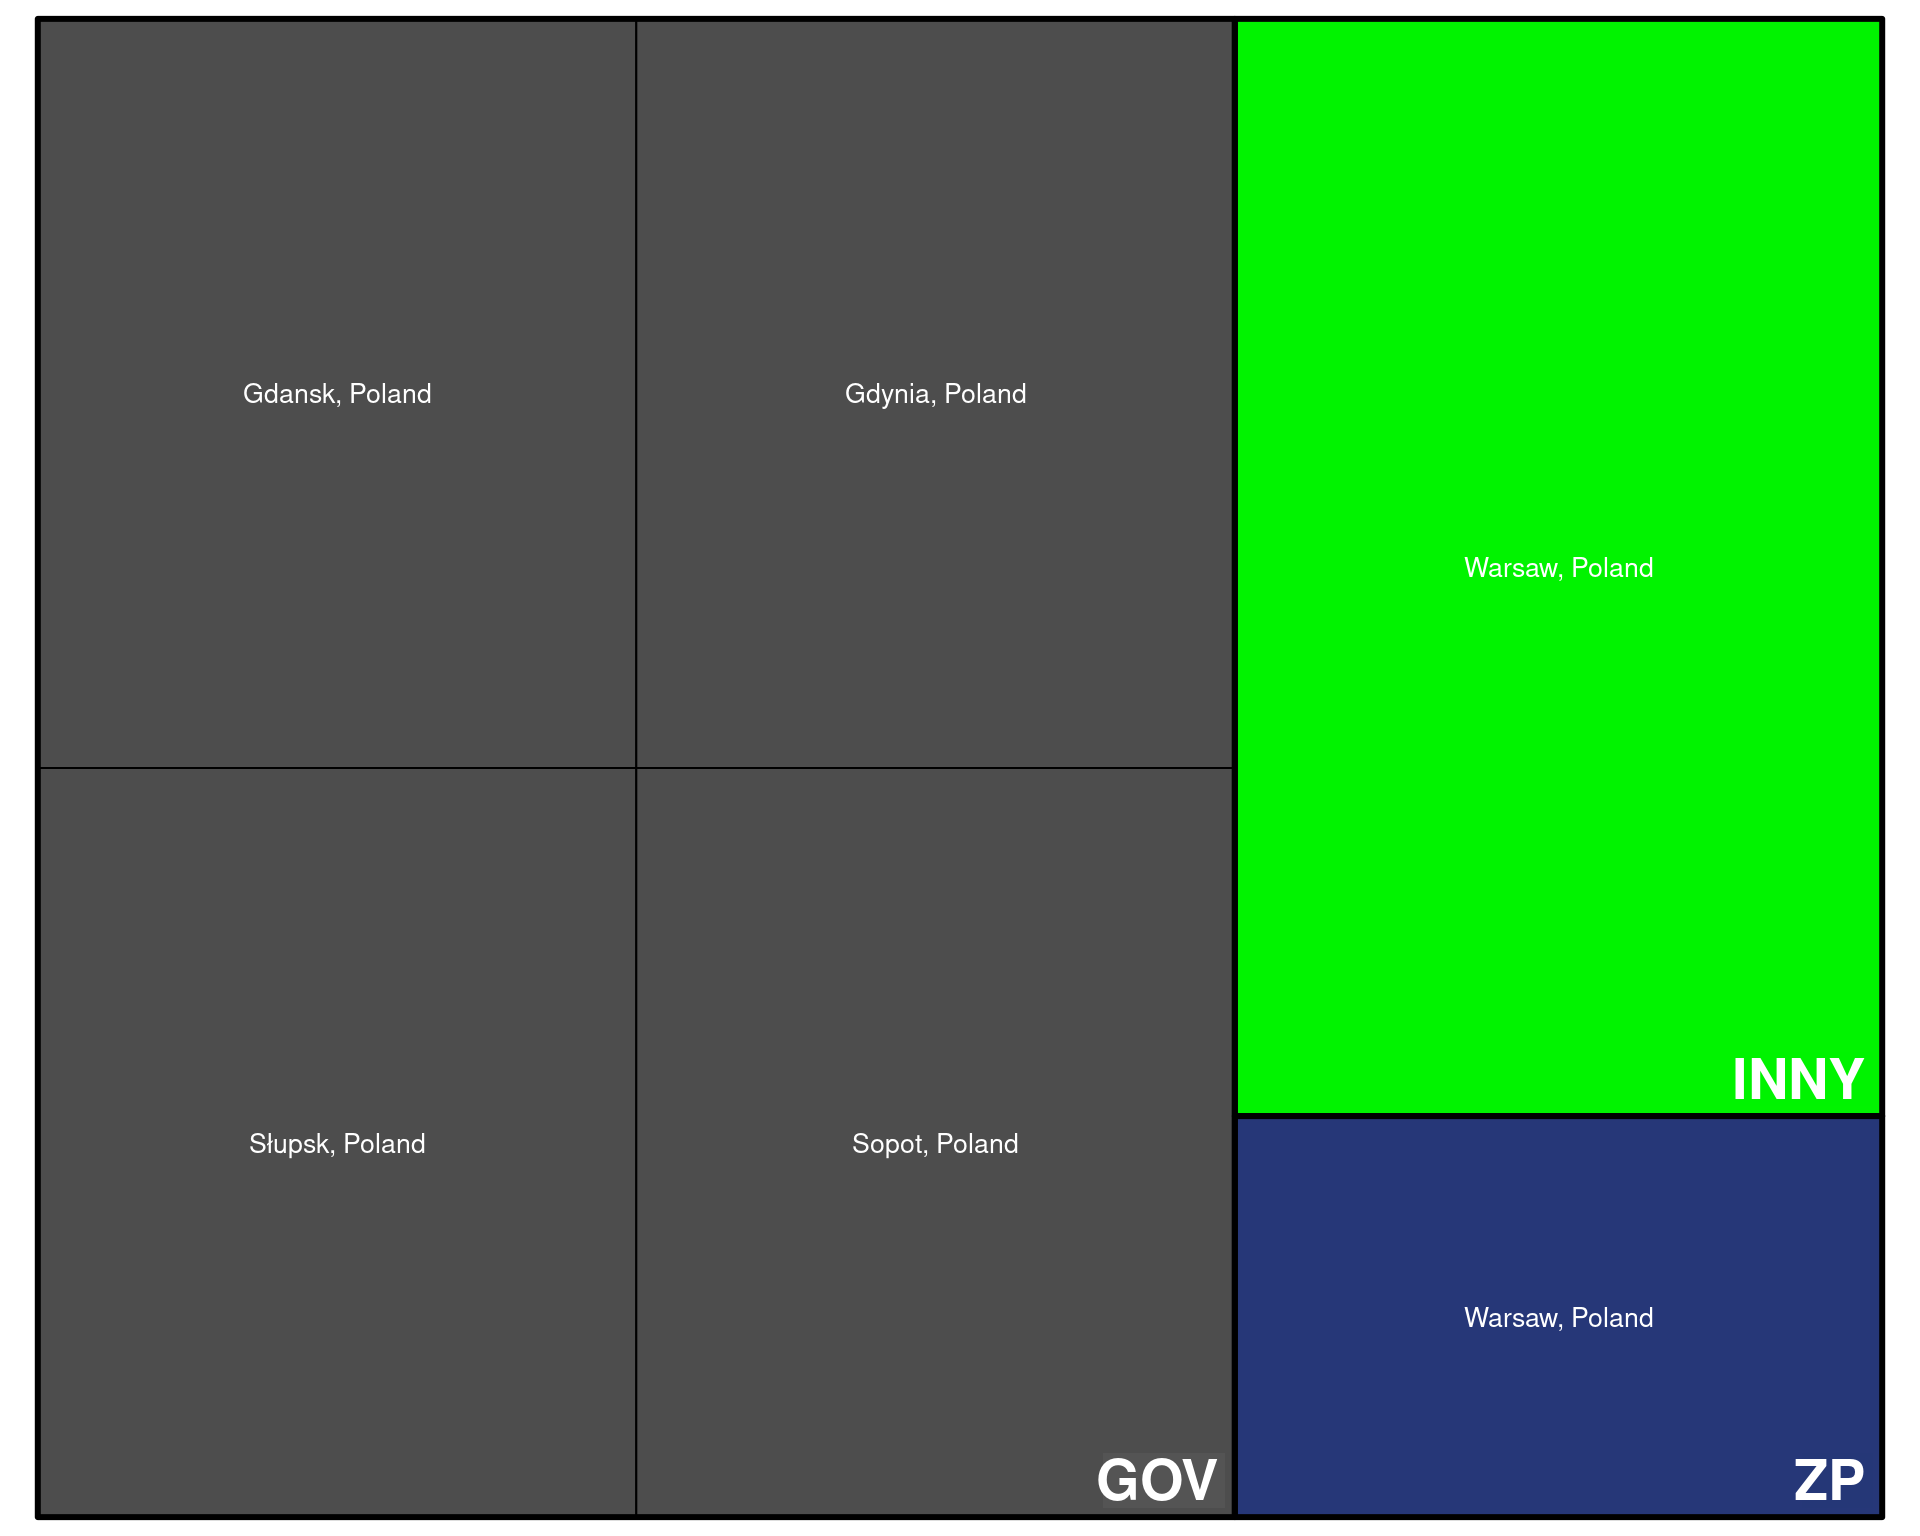 Gdansk, Poland
Gdynia, Poland
Warsaw, Poland
INNY
Słupsk, Poland
Sopot, Poland
GOV
Warsaw, Poland
ZP